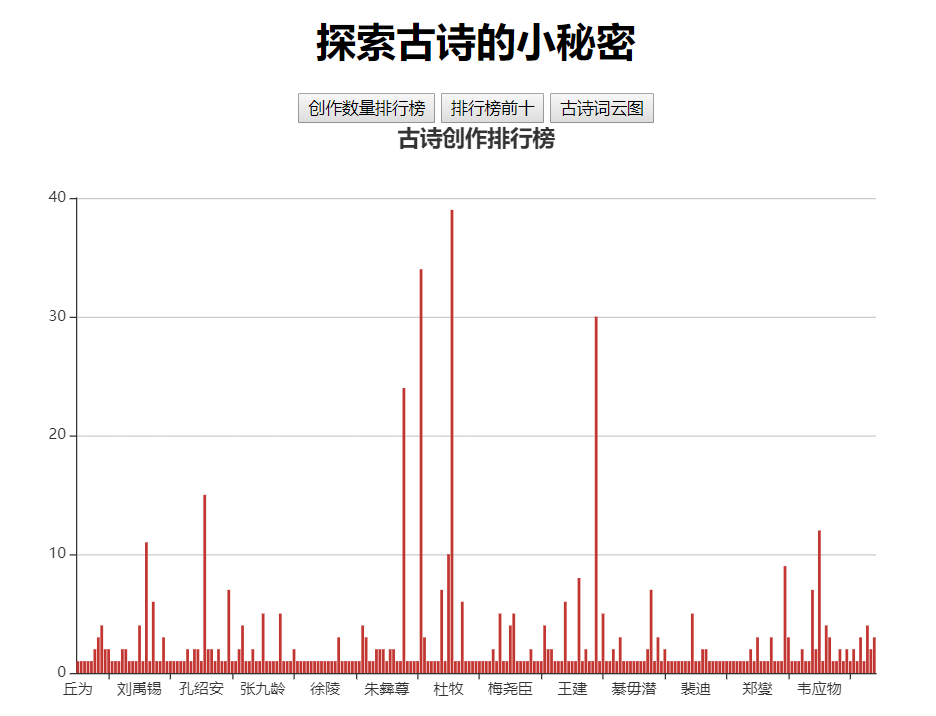 探索古诗的小秘密
创作数量排行榜 排行榜前十 古诗词云图
古诗创作排行榜
40
30
20
10
0
丘为 刘禹锡 孔绍安 张九龄 徐陵 朱彝尊 杜牧 梅尧臣 王建 綦毋潜 裴迪 郑燮 韦应物